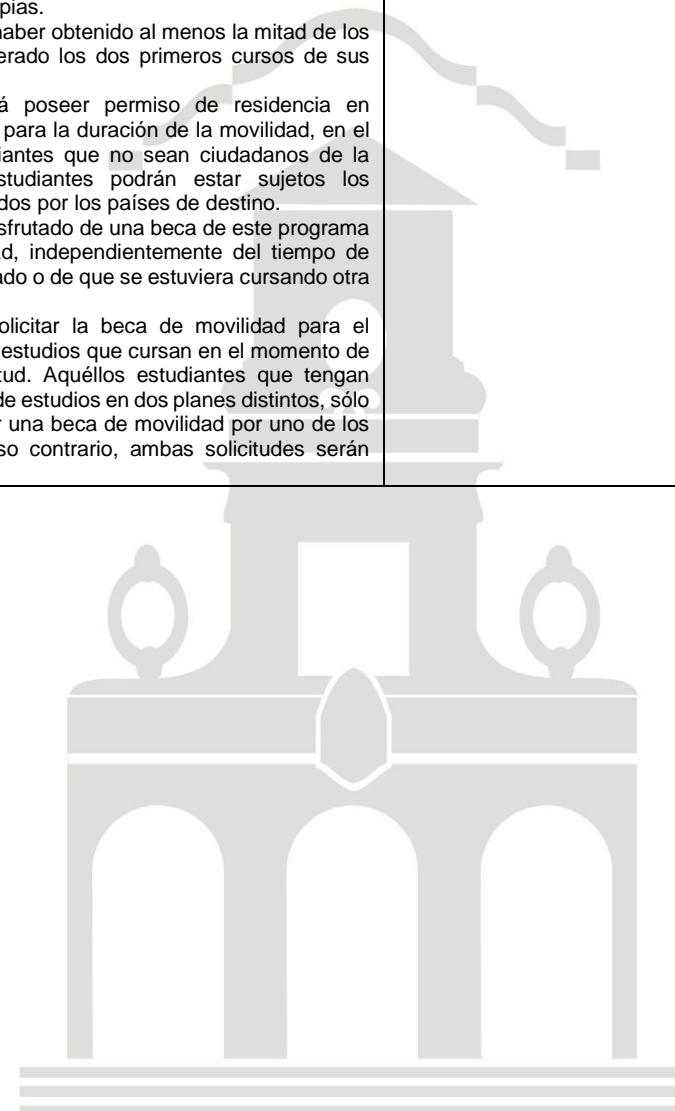 pias.
haber obtenido al menos la mitad de los
erado los dos primeros cursos de sus
á poseer permiso de residencia en
para la duración de la movilidad, en el
iantes que no sean ciudadanos de la
studiantes podrán estar sujetos los
dos por los países de destino.
sfrutado de una beca de este programa
ad, independientemente del tiempo de
ado o de que se estuviera cursando otra
olicitar la beca de movilidad para el
estudios que cursan en el momento de
tud. Aquéllos estudiantes que tengan
de estudios en dos planes distintos, sólo
r una beca de movilidad por uno de los
so contrario, ambas solicitudes serán